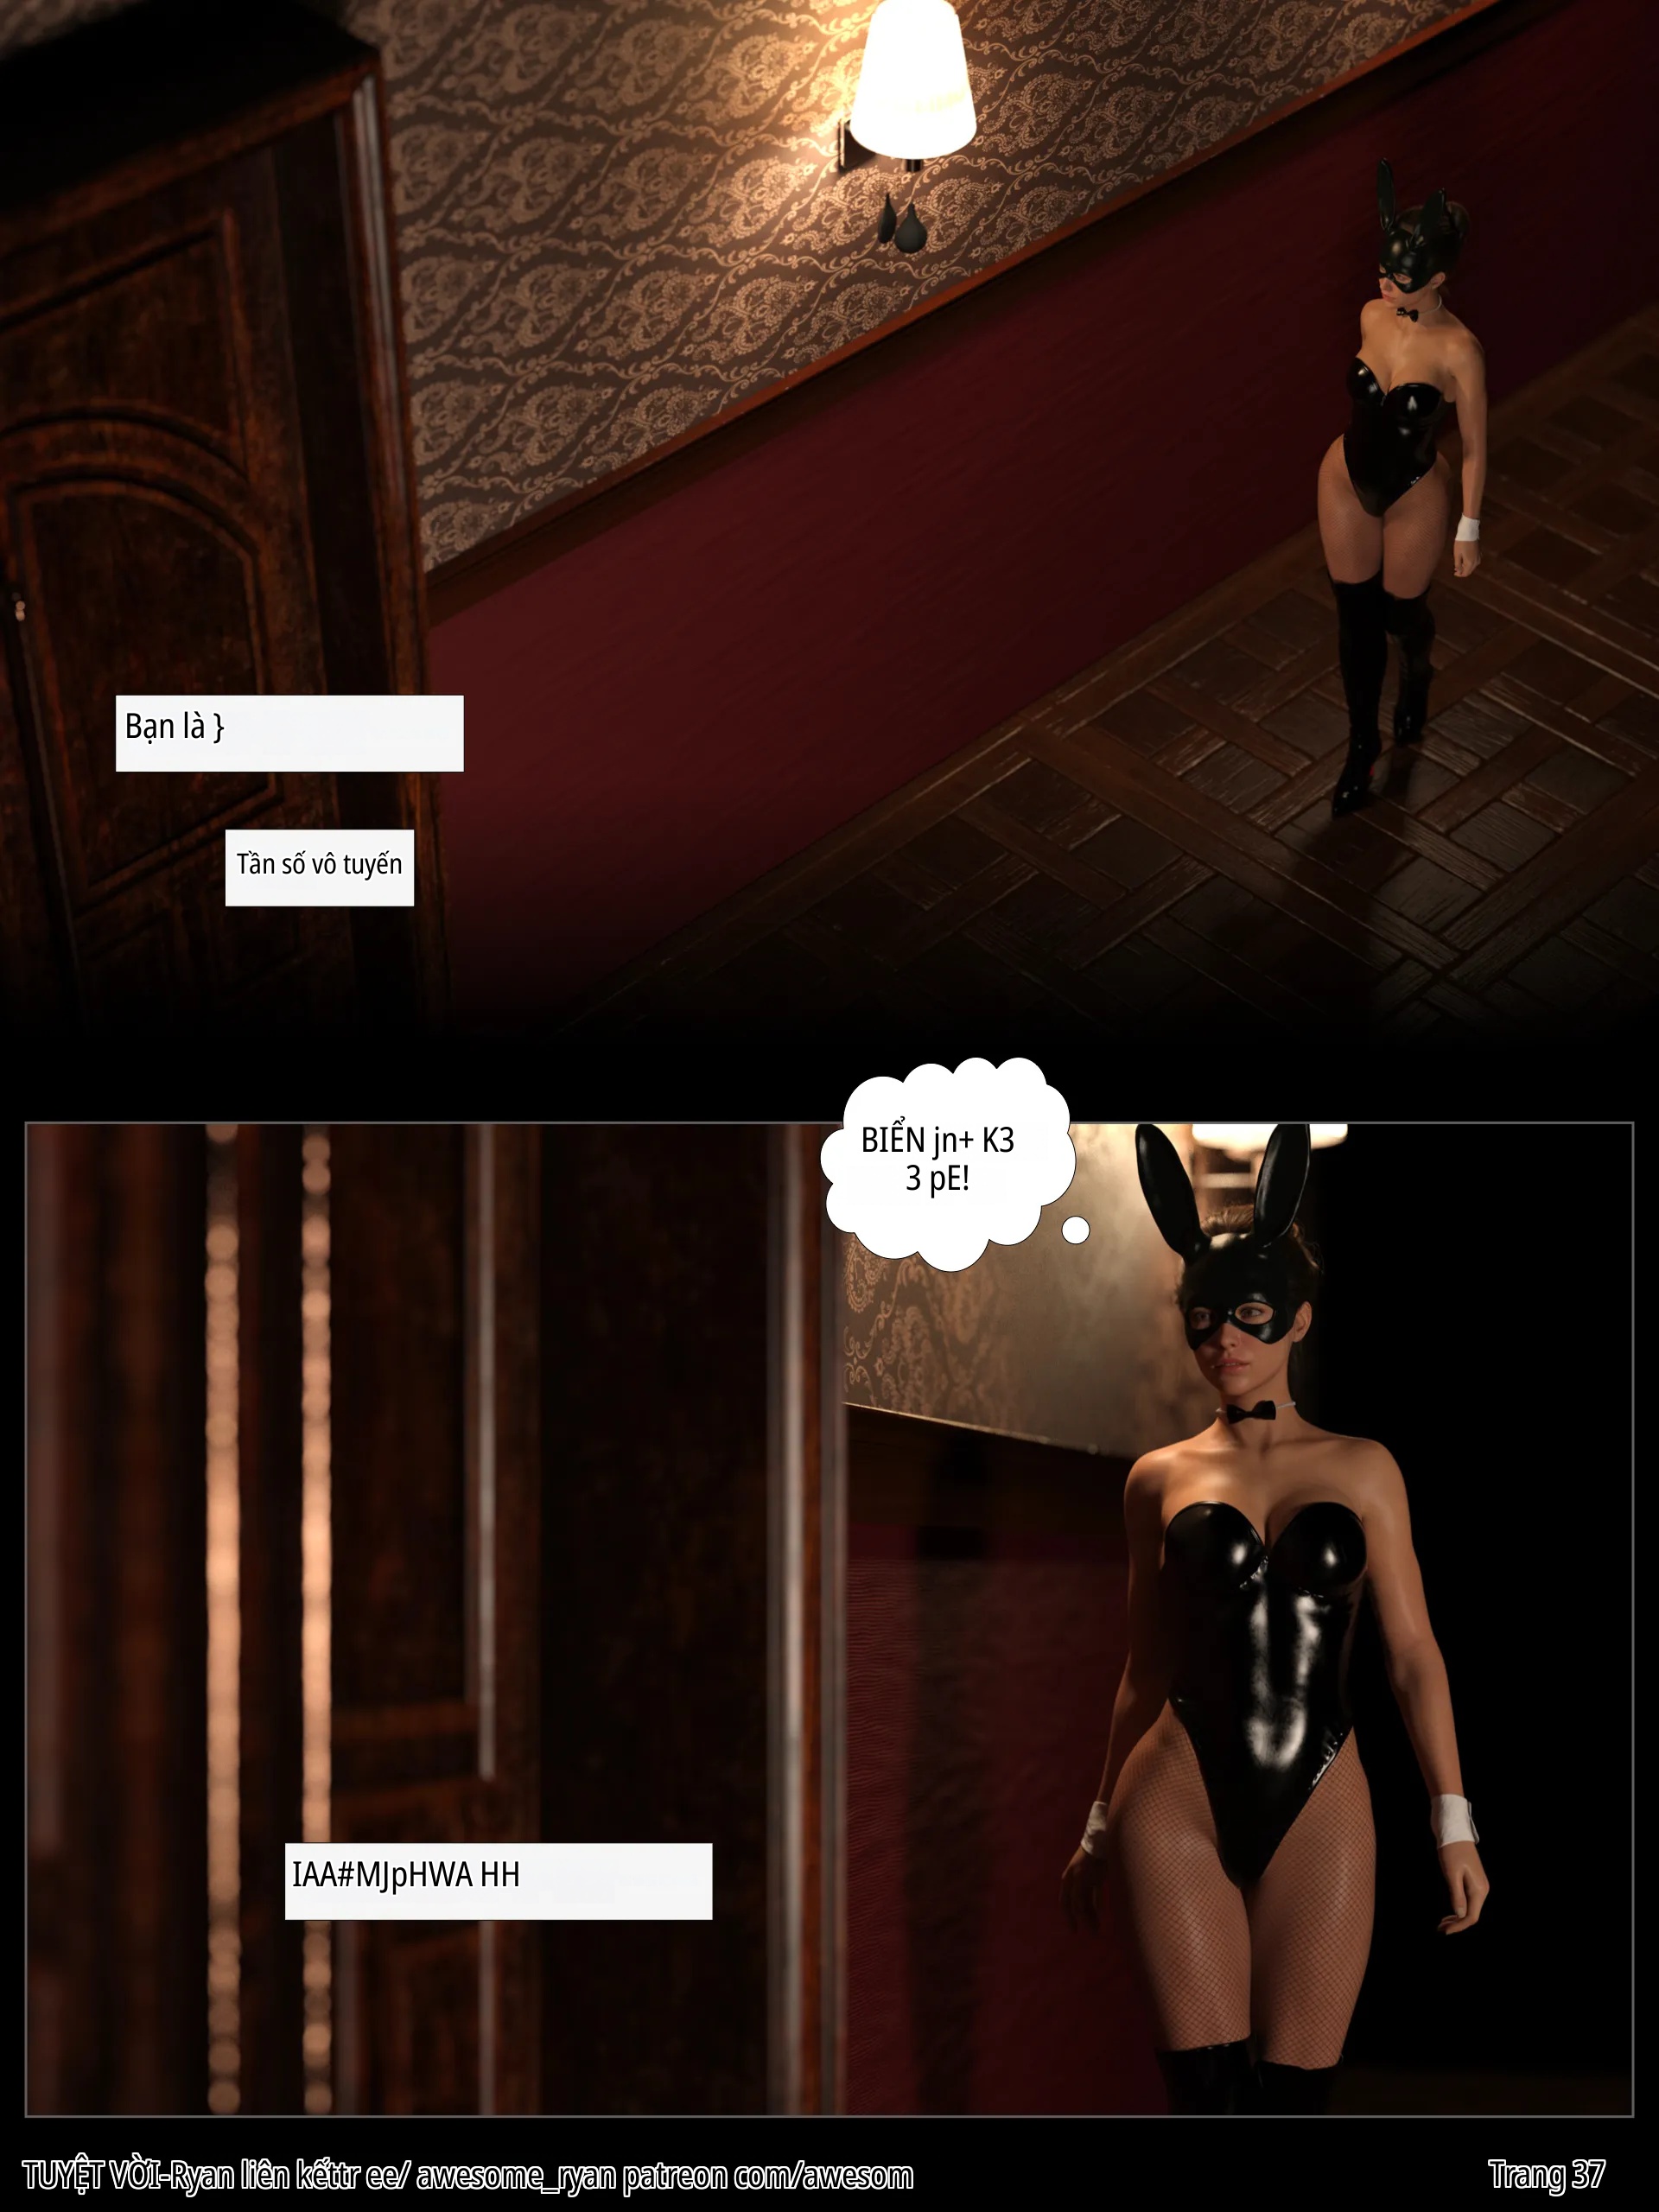 Bạn là }
Tần số vô tuyến
BIỂN jn+ K3
3 pE!
IAA#MJpHWA HH
TUYỆT VỜI-Ryan liên kếttr ee/ awesome_ryan patreon com/awesom
Trang 37